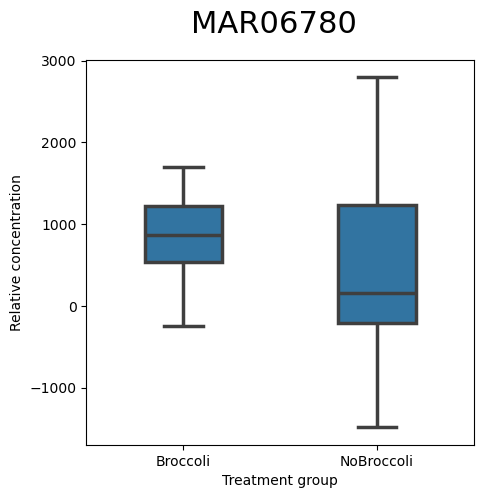 MAR06780
3000
2000
1000
0
−1000
Relative concentration
Broccoli
NoBroccoli
Treatment group